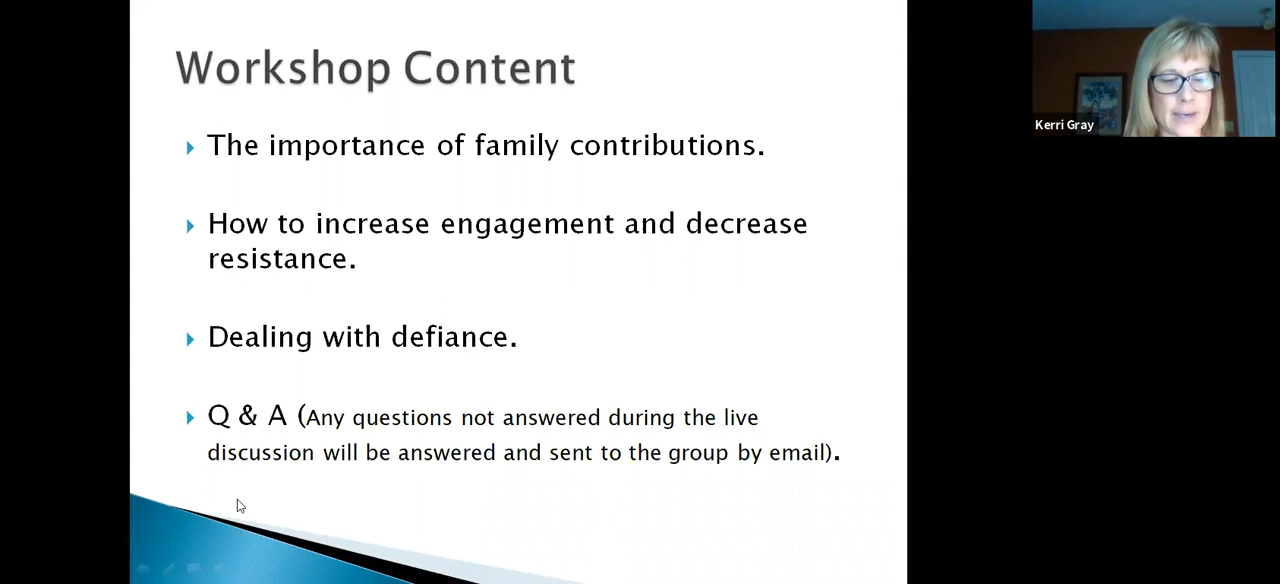 Workshop Content
The importance of family contributions.
How to increase engagement and decrease
resistance.
Dealing with defiance.
Q & A (Any questions not answered during the live
discussion will be answered and sent to the group by email).
Kerri Gray